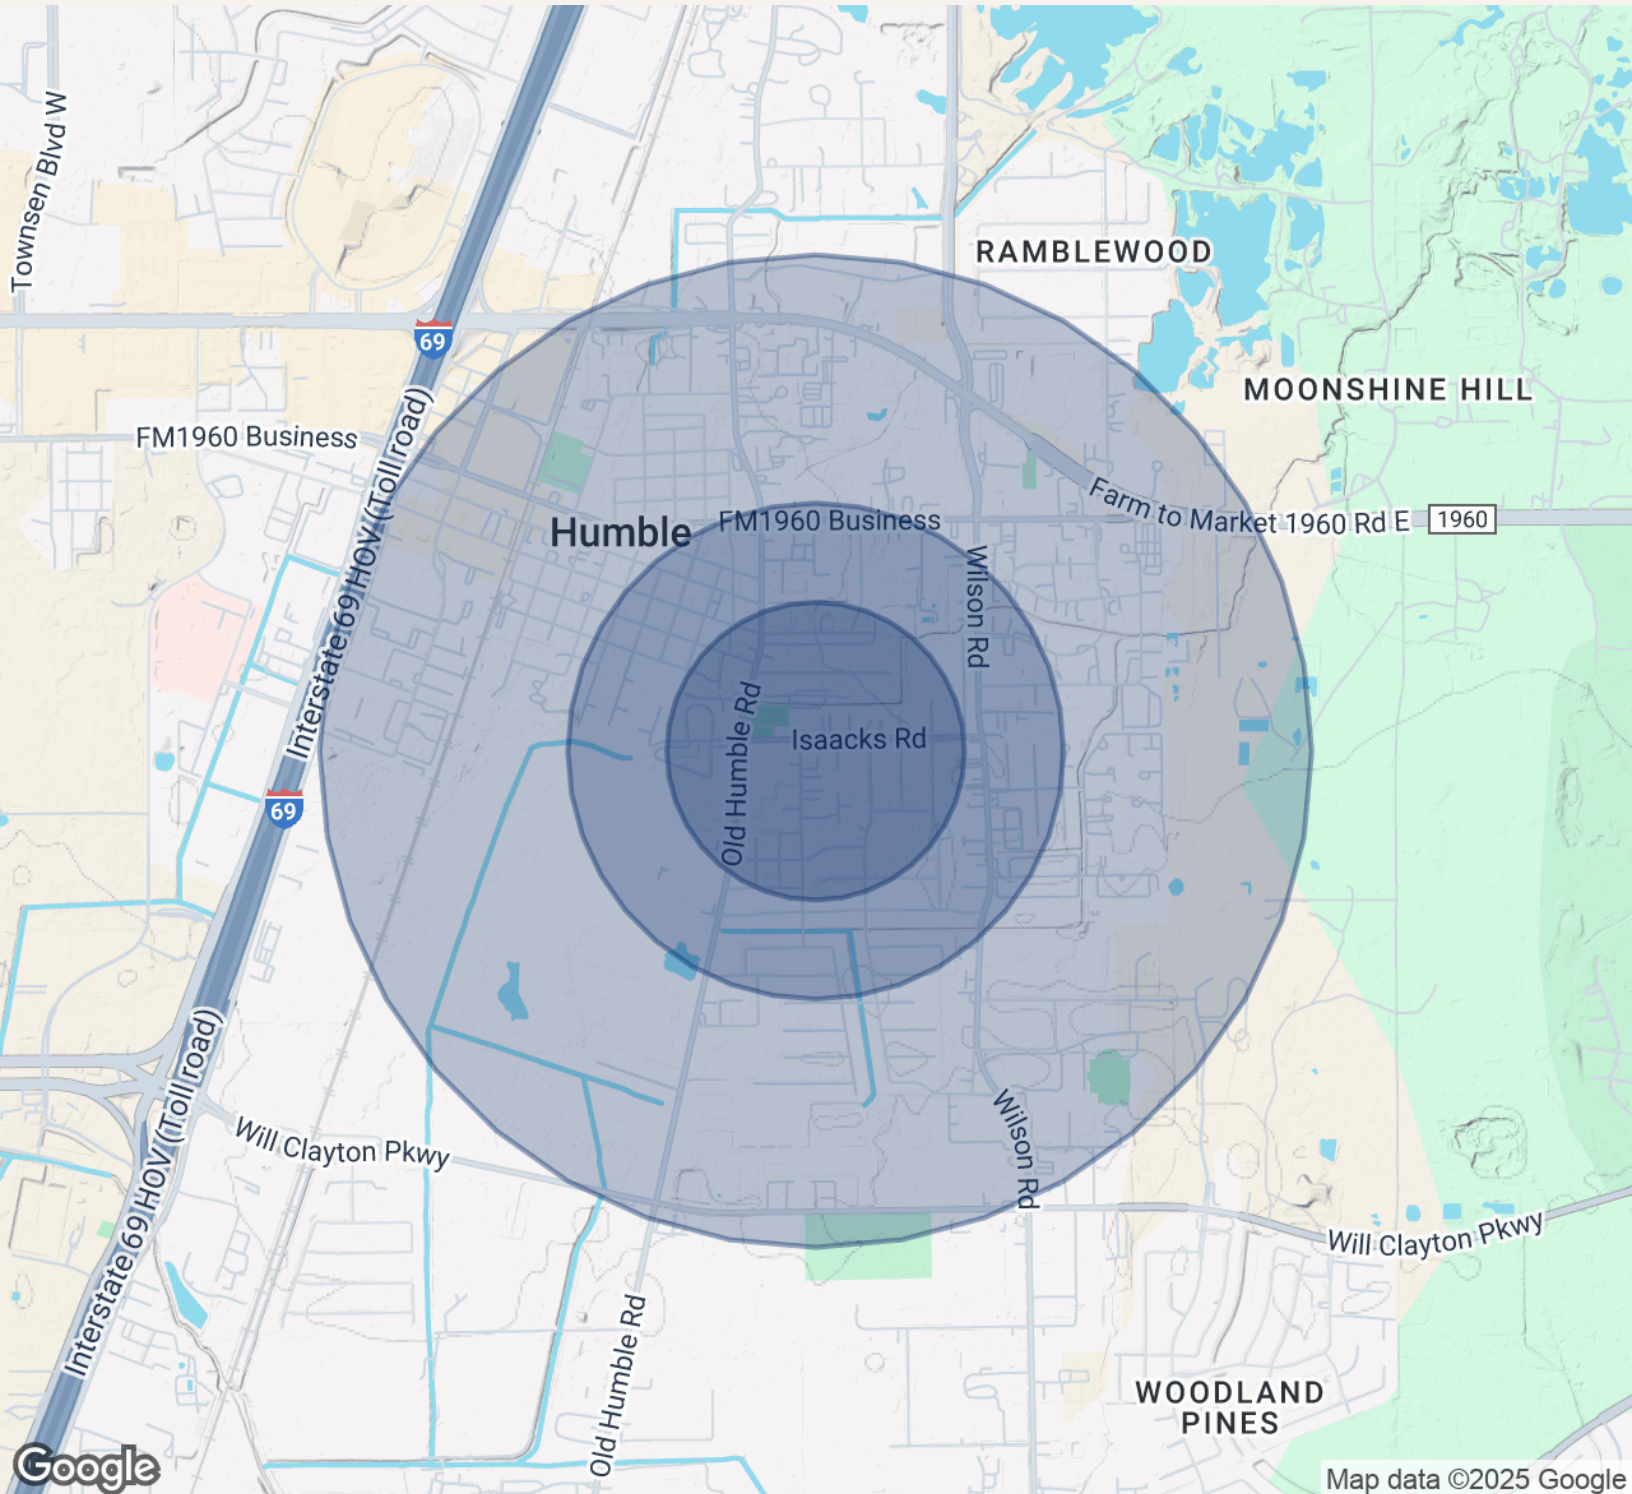 Townsen Blvd W
RAMBLEWOOD
69
MOONSHINE HILL
FM1960 Business
Interstate 69 HOV (Toll road)
Farm to Market 1960 Rd E
1960
Humble
FM1960 Business
Wilson Rd
Old Humble Rd
Isaacks Rd
69
Interstate 69 HOV (Toll road)
Will Clayton Pkwy
Wilson Rd
Will Clayton Pkwy
Old Humble Rd
WOODLAND
PINES
Google
Map data ©2025 Google